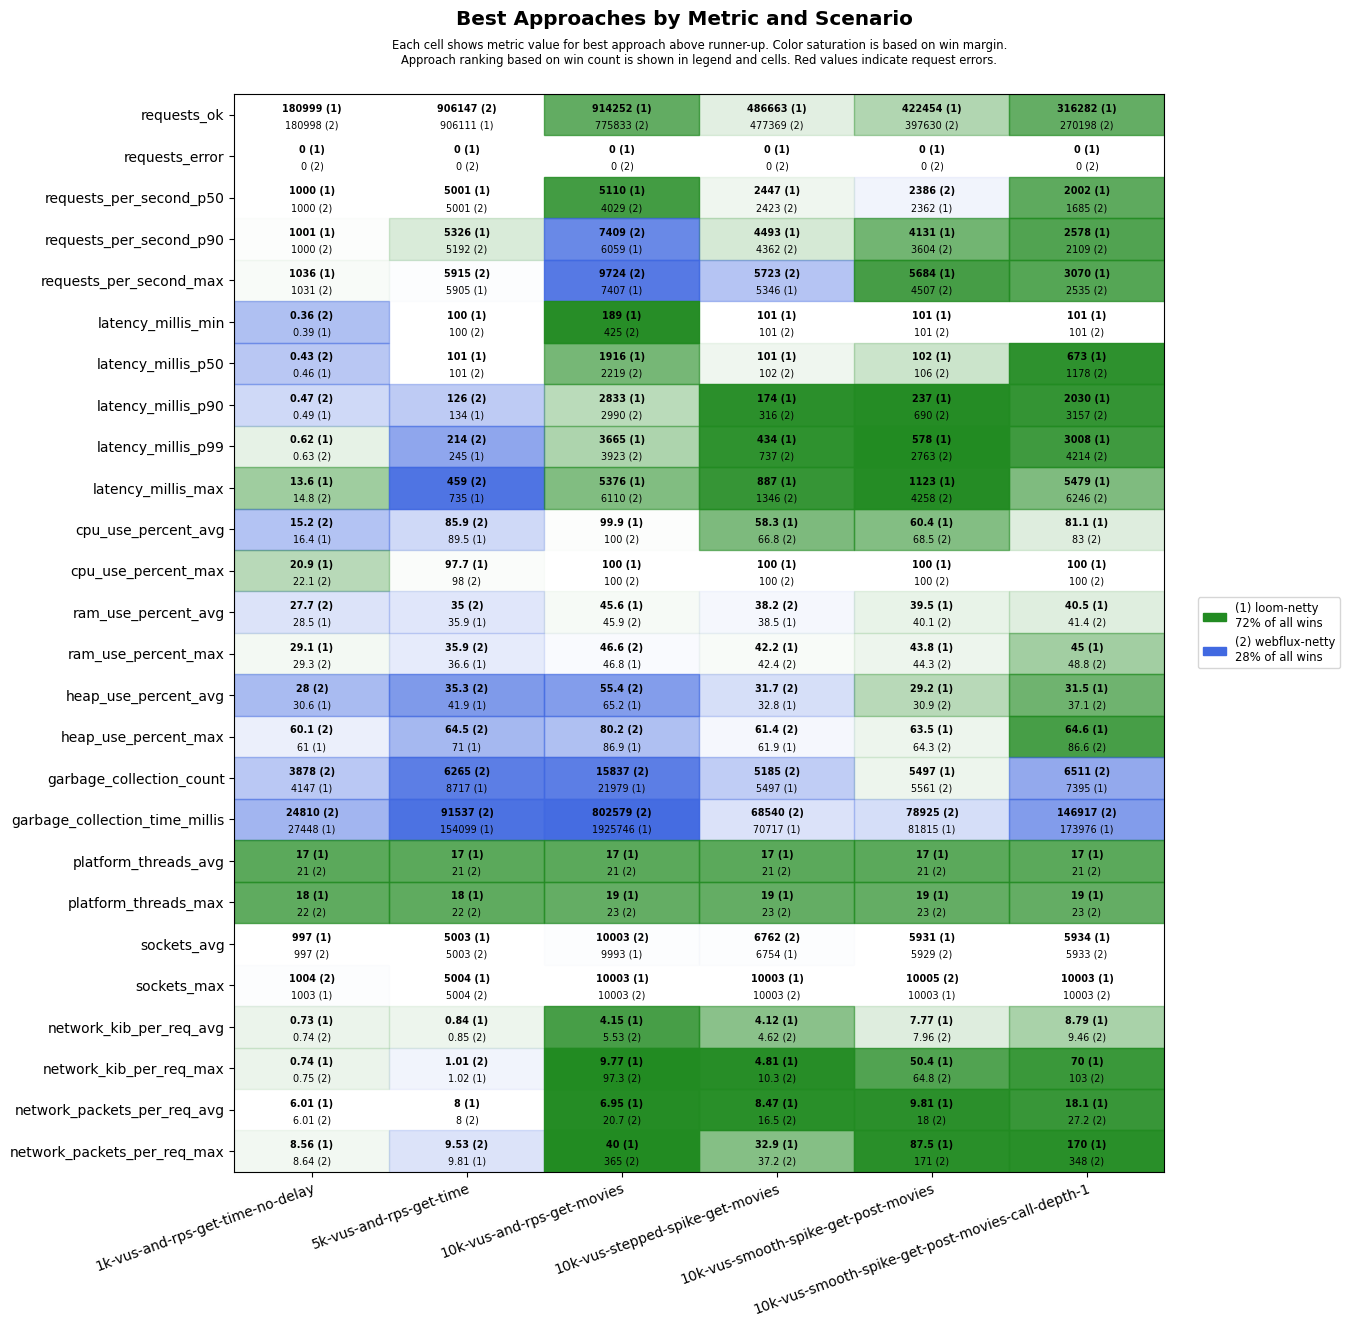 Best Approaches by Metric and Scenario
Each cell shows metric value for best approach above runner-up. Color saturation is based on win margin.
Approach ranking based on win count is shown in legend and cells. Red values indicate request errors.
requests_ok
180999 (1) 906147 (2) 914252 (1) 486663 (1) 422454 (1) 316282 (1)
180998 (2) 906111 (1) 775833 (2) 477369 (2) 397630 (2) 270198 (2)
requests_error
0 (1) 0 (1) 0 (1) 0 (1) 0 (1) 0 (1)
0 (2) 0 (2) 0 (2) 0 (2) 0 (2) 0 (2)
requests_per_second_p50
1000 (1) 5001 (1) 5110 (1) 2447 (1) 2386 (2) 2002 (1)
1000 (2) 5001 (2) 4029 (2) 2423 (2) 2362 (1) 1685 (2)
requests_per_second_p90
1001 (1) 5326 (1) 7409 (2) 4493 (1) 4131 (1) 2578 (1)
1000 (2) 5192 (2) 6059 (1) 4362 (2) 3604 (2) 2109 (2)
requests_per_second_max
1036 (1) 5915 (2) 9724 (2) 5723 (2) 5684 (1) 3070 (1)
1031 (2) 5905 (1) 7407 (1) 5346 (1) 4507 (2) 2535 (2)
latency_millis_min
0.36 (2) 100 (1) 189 (1) 101 (1) 101 (1) 101 (1)
0.39 (1) 100 (2) 425 (2) 101 (2) 101 (2) 101 (2)
latency_millis_p50
0.43 (2) 101 (1) 1916 (1) 101 (1) 102 (1) 673 (1)
0.46 (1) 101 (2) 2219 (2) 102 (2) 106 (2) 1178 (2)
latency_millis_p90
0.47 (2) 126 (2) 2833 (1) 174 (1) 237 (1) 2030 (1)
0.49 (1) 134 (1) 2990 (2) 316 (2) 690 (2) 3157 (2)
latency_millis_p99
0.62 (1) 214 (2) 3665 (1) 434 (1) 578 (1) 3008 (1)
0.63 (2) 245 (1) 3923 (2) 737 (2) 2763 (2) 4214 (2)
latency_millis_max
13.6 (1) 459 (2) 5376 (1) 887 (1) 1123 (1) 5479 (1)
14.8 (2) 735 (1) 6110 (2) 1346 (2) 4258 (2) 6246 (2)
cpu_use_percent_avg
15.2 (2) 85.9 (2) 99.9 (1) 58.3 (1) 60.4 (1) 81.1 (1)
16.4 (1) 89.5 (1) 100 (2) 66.8 (2) 68.5 (2) 83 (2)
cpu_use_percent_max
20.9 (1) 97.7 (1) 100 (1) 100 (1) 100 (1) 100 (1)
22.1 (2) 98 (2) 100 (2) 100 (2) 100 (2) 100 (2)
ram_use_percent_avg
27.7 (2) 35 (2) 45.6 (1) 38.2 (2) 39.5 (1) 40.5 (1)
28.5 (1) 35.9 (1) 45.9 (2) 38.5 (1) 40.1 (2) 41.4 (2)
ram_use_percent_max
29.1 (1) 35.9 (2) 46.6 (2) 42.2 (1) 43.8 (1) 45 (1)
29.3 (2) 36.6 (1) 46.8 (1) 42.4 (2) 44.3 (2) 48.8 (2)
heap_use_percent_avg
28 (2) 35.3 (2) 55.4 (2) 31.7 (2) 29.2 (1) 31.5 (1)
30.6 (1) 41.9 (1) 65.2 (1) 32.8 (1) 30.9 (2) 37.1 (2)
heap_use_percent_max
60.1 (2) 64.5 (2) 80.2 (2) 61.4 (2) 63.5 (1) 64.6 (1)
61 (1) 71 (1) 86.9 (1) 61.9 (1) 64.3 (2) 86.6 (2)
garbage_collection_count
3878 (2) 6265 (2) 15837 (2) 5185 (2) 5497 (1) 6511 (2)
4147 (1) 8717 (1) 21979 (1) 5497 (1) 5561 (2) 7395 (1)
garbage_collection_time_millis
24810 (2) 91537 (2) 802579 (2) 68540 (2) 78925 (2) 146917 (2)
27448 (1) 154099 (1) 1925746 (1) 70717 (1) 81815 (1) 173976 (1)
platform_threads_avg
17 (1) 17 (1) 17 (1) 17 (1) 17 (1) 17 (1)
21 (2) 21 (2) 21 (2) 21 (2) 21 (2) 21 (2)
platform_threads_max
18 (1) 18 (1) 19 (1) 19 (1) 19 (1) 19 (1)
22 (2) 22 (2) 23 (2) 23 (2) 23 (2) 23 (2)
sockets_avg
997 (1) 5003 (1) 10003 (2) 6762 (2) 5931 (1) 5934 (1)
997 (2) 5003 (2) 9993 (1) 6754 (1) 5929 (2) 5933 (2)
sockets_max
1004 (2) 5004 (1) 10003 (1) 10003 (1) 10005 (2) 10003 (1)
1003 (1) 5004 (2) 10003 (2) 10003 (2) 10003 (1) 10003 (2)
network_kib_per_req_avg
0.73 (1) 0.84 (1) 4.15 (1) 4.12 (1) 7.77 (1) 8.79 (1)
0.74 (2) 0.85 (2) 5.53 (2) 4.62 (2) 7.96 (2) 9.46 (2)
network_kib_per_req_max
0.74 (1) 1.01 (2) 9.77 (1) 4.81 (1) 50.4 (1) 70 (1)
0.75 (2) 1.02 (1) 97.3 (2) 10.3 (2) 64.8 (2) 103 (2)
network_packets_per_req_avg
6.01 (1) 8 (1) 6.95 (1) 8.47 (1) 9.81 (1) 18.1 (1)
6.01 (2) 8 (2) 20.7 (2) 16.5 (2) 18 (2) 27.2 (2)
network_packets_per_req_max
8.56 (1) 9.53 (2) 40 (1) 32.9 (1) 87.5 (1) 170 (1)
8.64 (2) 9.81 (1) 365 (2) 37.2 (2) 171 (2) 348 (2)
1k-vus-and-rps-get-time-no-delay
5k-vus-and-rps-get-time
10k-vus-and-rps-get-movies
10k-vus-stepped-spike-get-movies
10k-vus-smooth-spike-get-post-movies
10k-vus-smooth-spike-get-post-movies-call-depth-1
(1) loom-netty
72% of all wins
(2) webflux-netty
28% of all wins